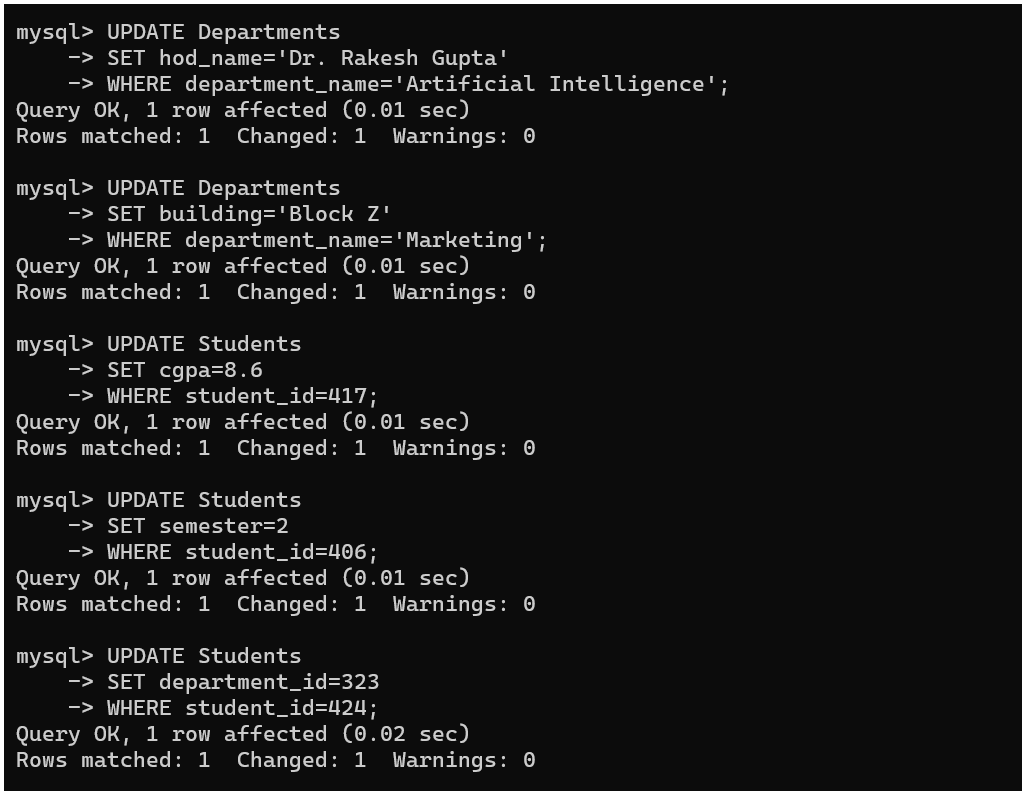 mysql> UPDATE Departments
    -> SET hod_name='Dr. Rakesh Gupta'
    -> WHERE department_name='Artificial Intelligence';
Query OK, 1 row affected (0.01 sec)
Rows matched: 1  Changed: 1  Warnings: 0

mysql> UPDATE Departments
    -> SET building='Block Z'
    -> WHERE department_name='Marketing';
Query OK, 1 row affected (0.01 sec)
Rows matched: 1  Changed: 1  Warnings: 0

mysql> UPDATE Students
    -> SET cgpa=8.6
    -> WHERE student_id=417;
Query OK, 1 row affected (0.01 sec)
Rows matched: 1  Changed: 1  Warnings: 0

mysql> UPDATE Students
    -> SET semester=2
    -> WHERE student_id=406;
Query OK, 1 row affected (0.01 sec)
Rows matched: 1  Changed: 1  Warnings: 0

mysql> UPDATE Students
    -> SET department_id=323
    -> WHERE student_id=424;
Query OK, 1 row affected (0.02 sec)
Rows matched: 1  Changed: 1  Warnings: 0